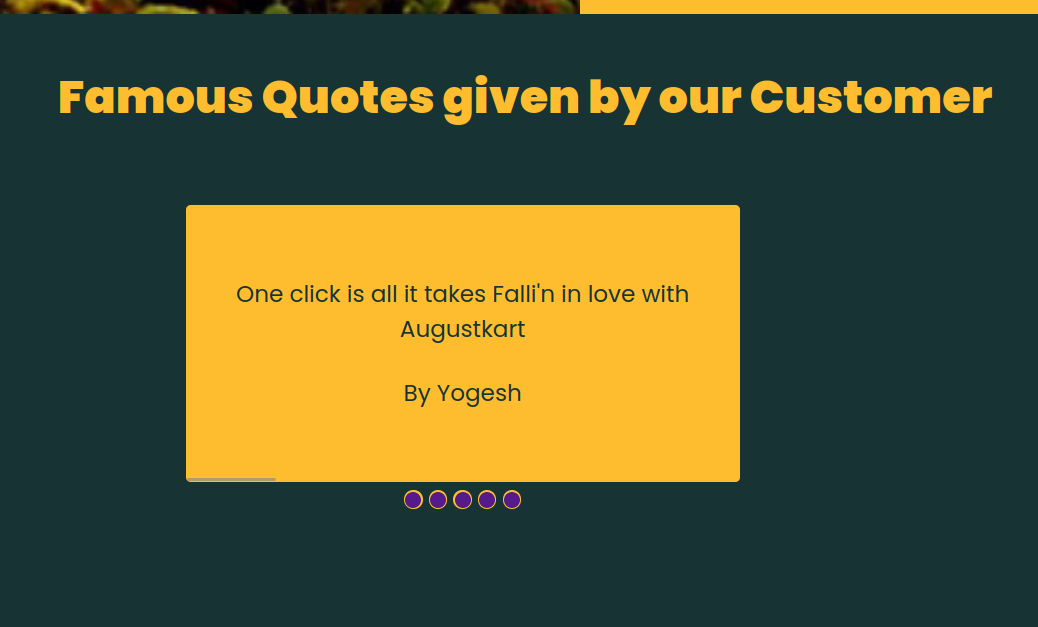 Famous Quotes given by our Customer
One click is all it takes Falli'n in love with
Augustkart
By Yogesh